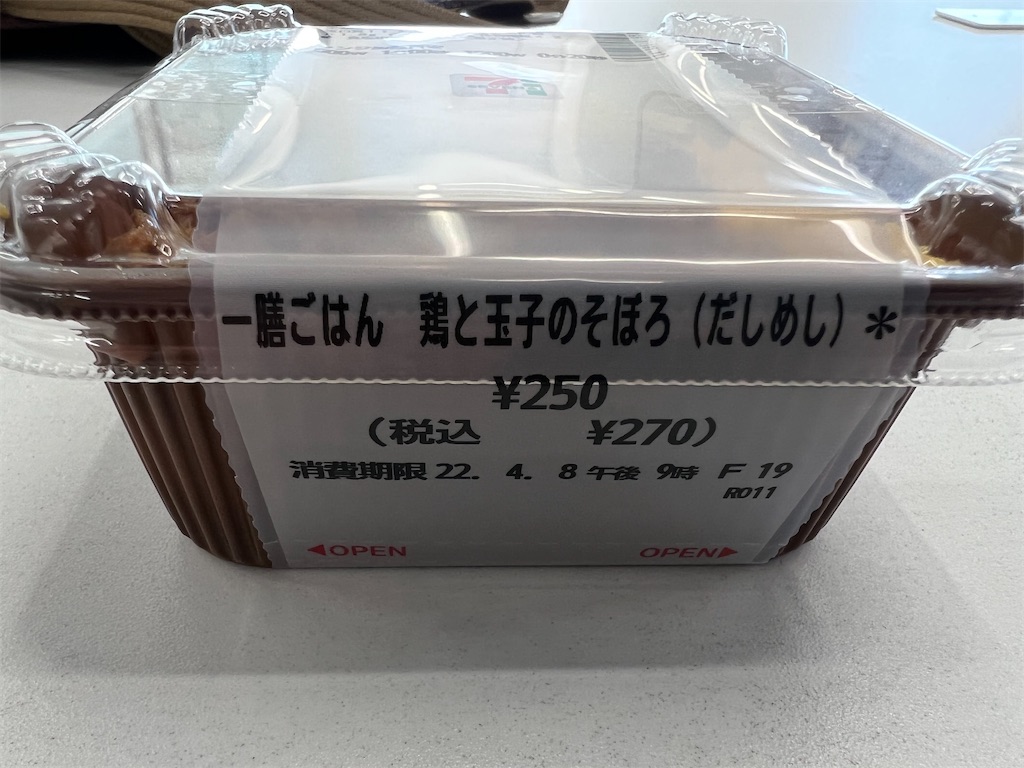 一膳ごはん 鶏と玉子のそぼろ（だしめし）＊
¥250
（税込 ¥270）
消費期限 22. 4. 8 午後 9時 F 19
R011
◀OPEN OPEN▶